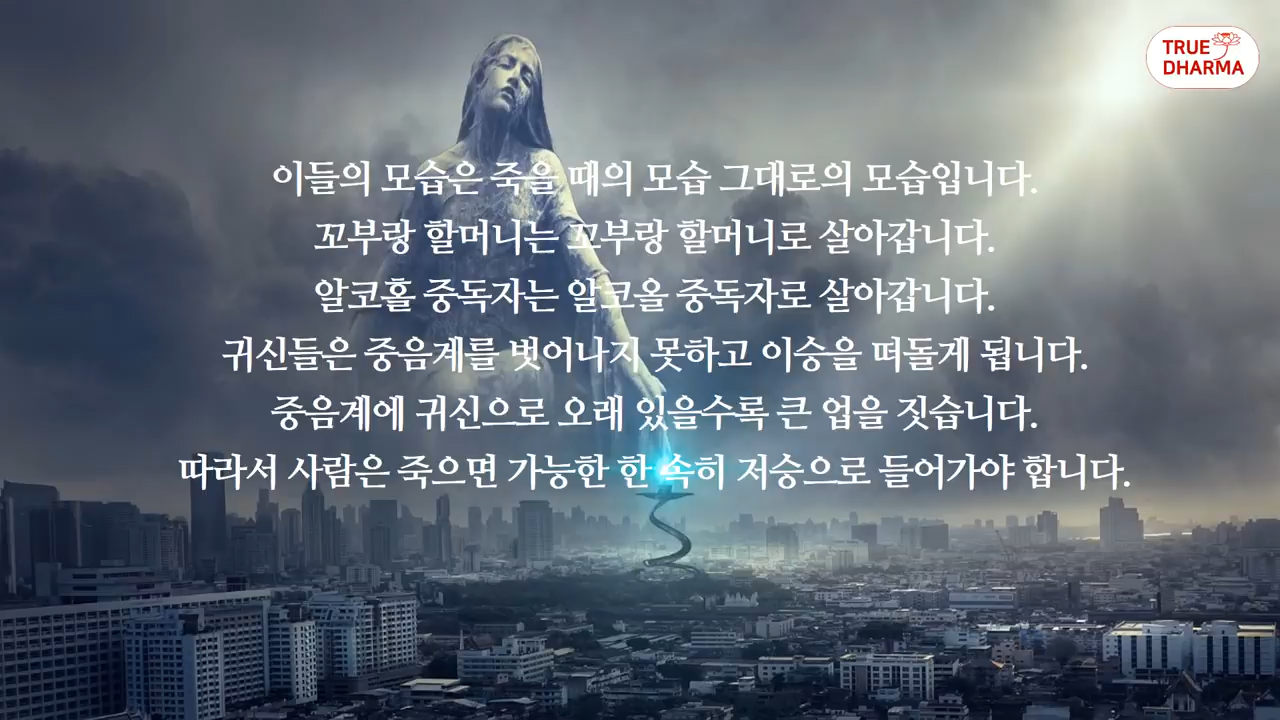 TRUE
DHARMA
이들의 모습은 죽을 때의 모습 그대로의 모습입니다.
꼬부랑 할머니는 꼬부랑 할머니로 살아갑니다.
알코홀 중독자는 알코올 중독자로 살아갑니다.
귀신들은 중음계를 벗어나지 못하고 이승을 떠돌게 됩니다.
중음계에 귀신으로 오래 있을수록 큰 업을 짓습니다.
따라서 사람은 죽으면 가능한 한 속히 저승으로 들어가야 합니다.